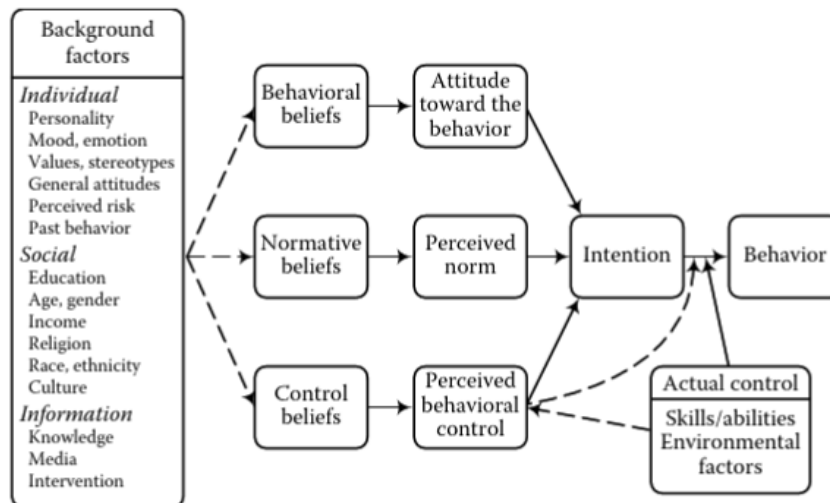 Background
factors
Individual
Personality
Mood, emotion
Values, stereotypes
General attitudes
Perceived risk
Past behavior
Social
Education
Age, gender
Income
Religion
Race, ethnicity
Culture
Information
Knowledge
Media
Intervention
Behavioral
beliefs
Attitude
toward the
behavior
Normative
beliefs
Perceived
norm
Intention
Behavior
Control
beliefs
Perceived
behavioral
control
Actual control
Skills/abilities
Environmental
factors